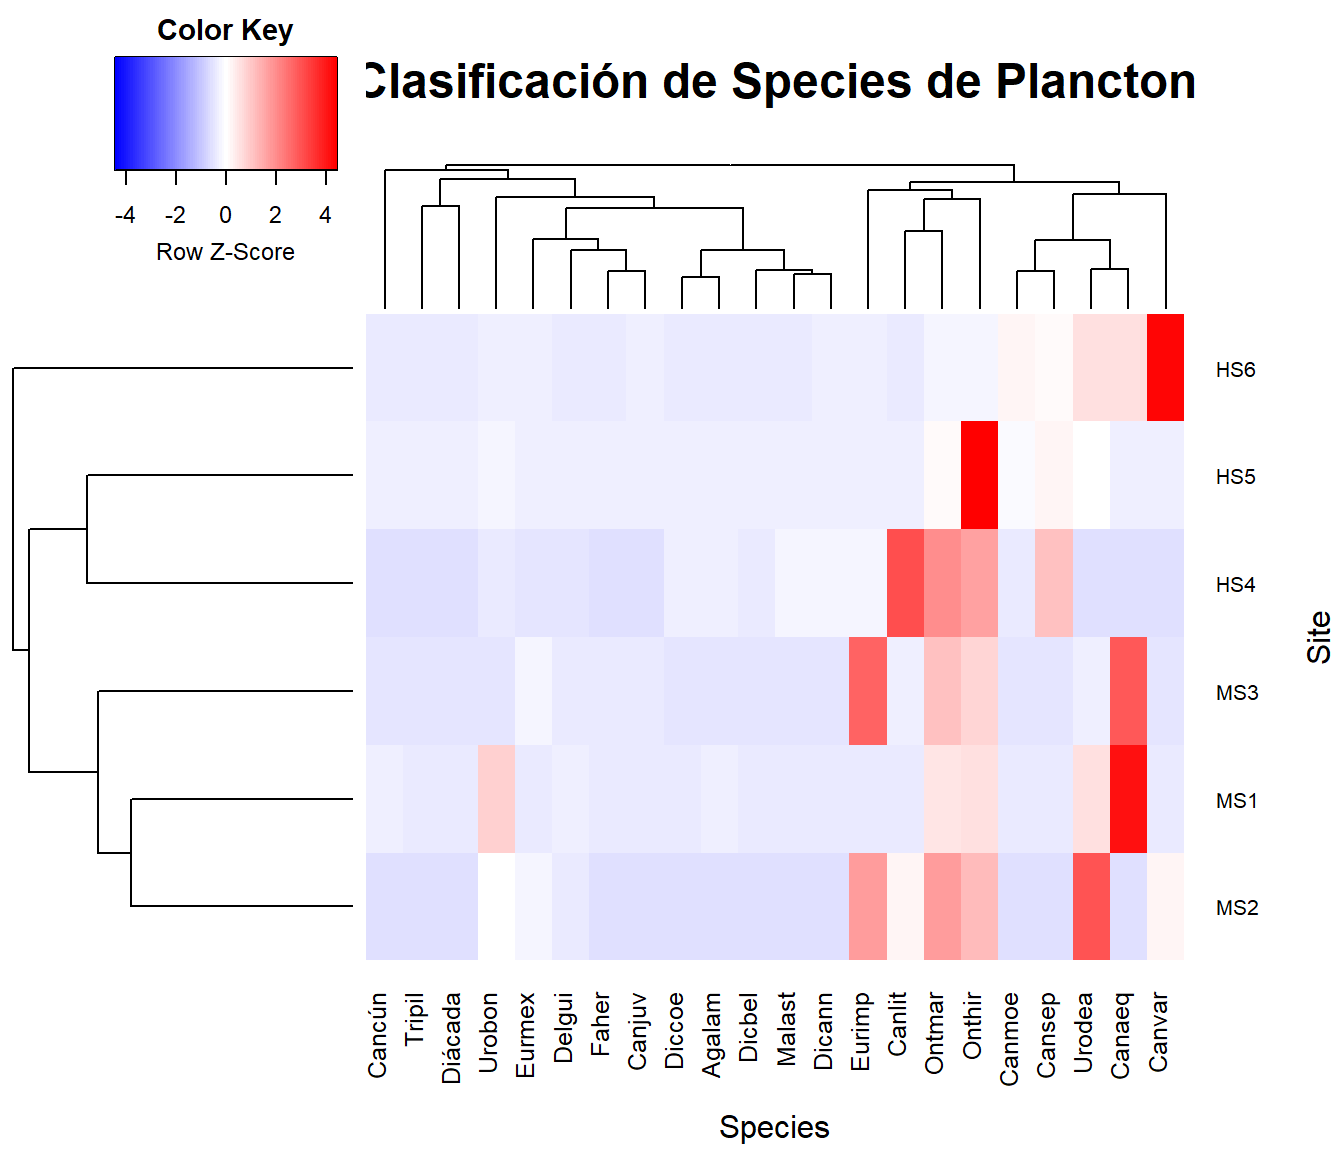 Color Key
Clasificación de Species de Plancton
-4 -2 0 2 4
Row Z-Score
HS6
HS5
HS4
MS3
MS1
MS2
Site
Cancún
Tripil
Diácada
Urobon
Eurmex
Delgui
Faher
Canjuv
Diccoe
Agalam
Dicbel
Malast
Dicann
Eurimp
Canlit
Ontmar
Onthir
Canmoe
Cansep
Urodea
Canaeq
Canvar
Species